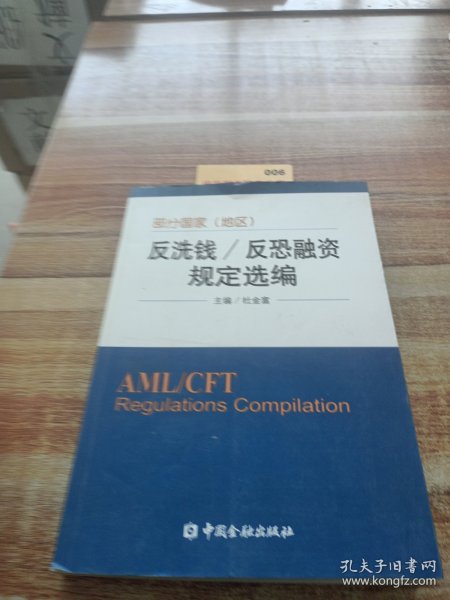 006
部分国家（地区）
反洗钱／反恐融资
规定选编
主编／杜金富
AML/CFT
Regulations Compilation
中国金融出版社
孔夫子旧书网
www.kongfz.com